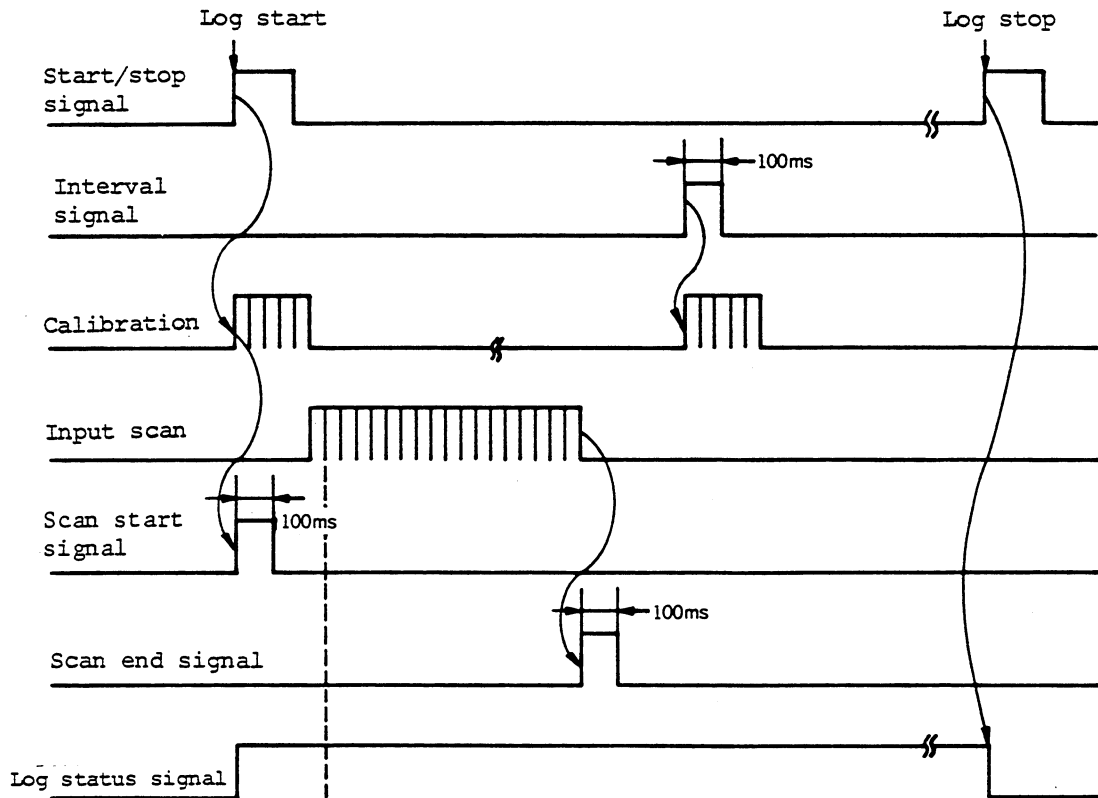 Log start
Log stop
Start/stop
signal
100ms
Interval
signal
Calibration
Input scan
100ms
Scan start
signal
100ms
Scan end signal
Log status signal